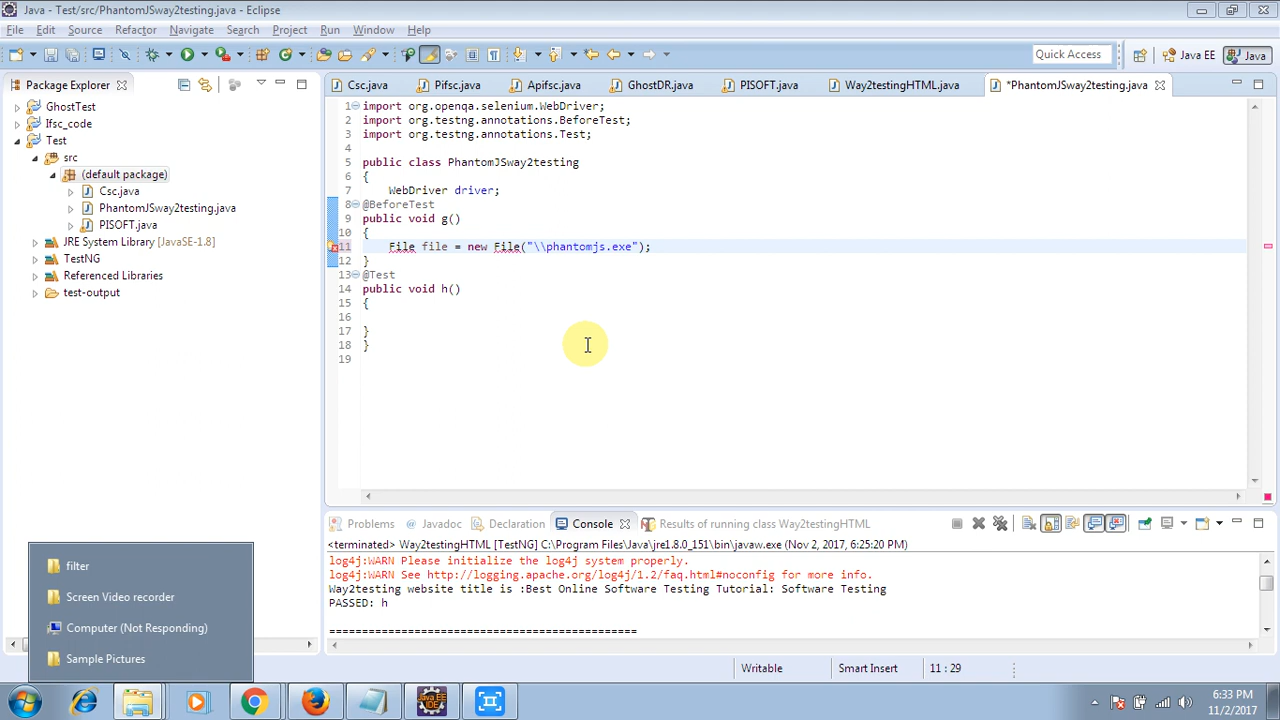 Java - Test/src/PhantomJSway2testing.java - Eclipse
File Edit Source Refactor Navigate Search Project Run Window Help
Quick Access Java EE Java
Package Explorer
GhostTest
Ifsc_code
Test
src
(default package)
Csc.java
PhantomJSway2testing.java
PISOFT.java
JRE System Library [JavaSE-1.8]
TestNG
Referenced Libraries
test-output
Csc.java Pifsc.java Apifsc.java GhostDR.java PISOFT.java Way2testingHTML.java *PhantomJSway2testing.java
1 import org.openqa.selenium.WebDriver;
2 import org.testng.annotations.BeforeTest;
3 import org.testng.annotations.Test;
4
5 public class PhantomJSway2testing
6 {
7 WebDriver driver;
8 @BeforeTest
9 public void g()
10 {
11 File file = new File("\\phantomjs.exe");
12 }
13 @Test
14 public void h()
15 {
16
17 }
18 }
19
Problems Javadoc Declaration Console Results of running class Way2testingHTML
<terminated> Way2testingHTML [TestNG] C:\Program Files\Java\jre1.8.0_151\bin\javaw.exe (Nov 2, 2017, 6:25:20 PM)
log4j:WARN Please initialize the log4j system properly.
log4j:WARN See http://logging.apache.org/log4j/1.2/faq.html#noconfig for more info.
Way2testing website title is :Best Online Software Testing Tutorial: Software Testing
PASSED: h
===============================================
filter
Screen Video recorder
Computer (Not Responding)
Sample Pictures
Writable Smart Insert 11 : 29
Java EE IDE
6:33 PM
11/2/2017